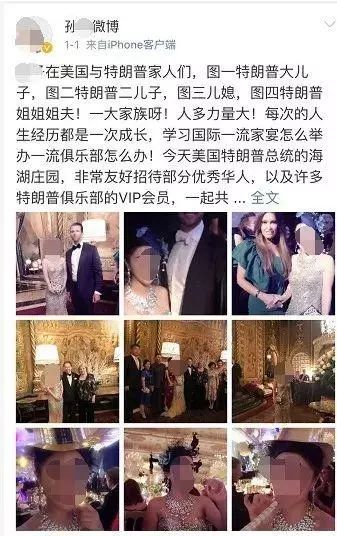 孙 微博
1-1 来自iPhone客户端
子在美国与特朗普家人们，图一特朗普大儿
子，图二特朗普二儿子，图三儿媳，图四特朗普
姐姐姐夫！一大家族呀！人多力量大！每次的人
生经历都是一次成长，学习国际一流家宴怎么举
办一流俱乐部怎么办！今天美国特朗普总统的海
湖庄园，非常友好招待部分优秀华人，以及许多
特朗普俱乐部的VIP会员，一起共 ... 全文